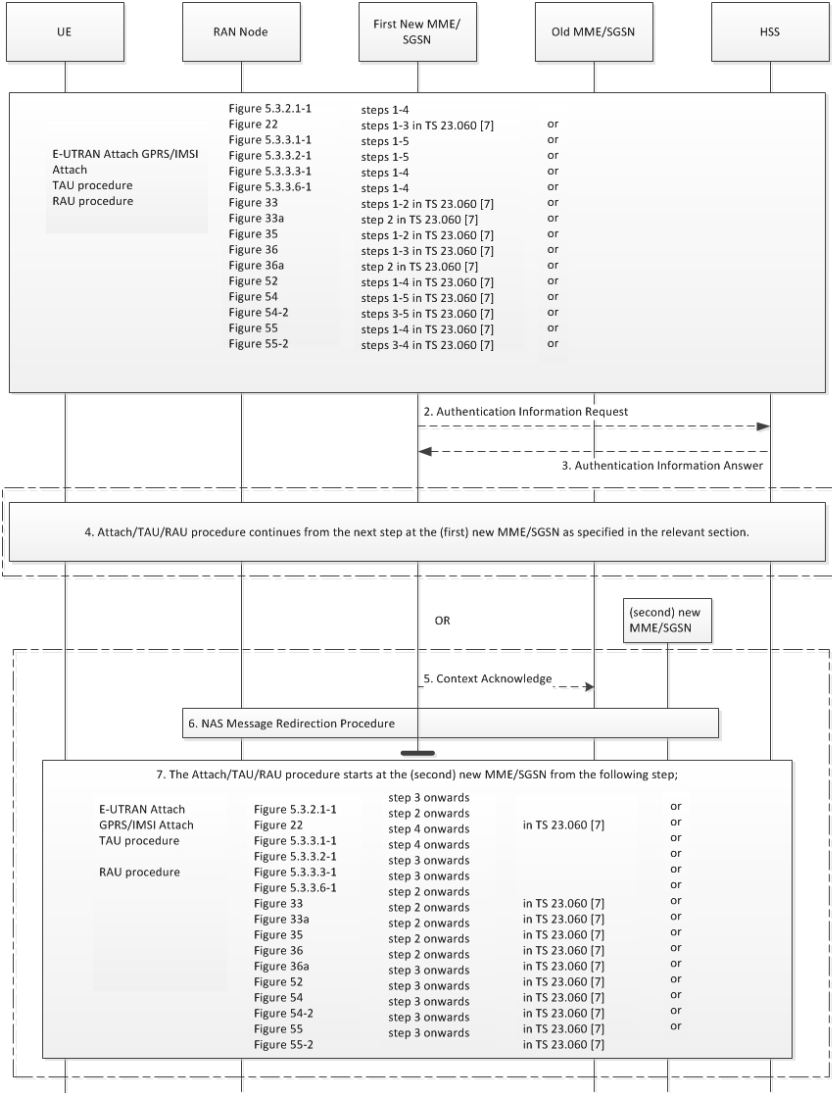 UE
RAN Node
First New MME/
SGSN
Old MME/SGSN
HSS
Figure 5.3.2.1-1 steps 1-4
Figure 22 steps 1-3 in TS 23.060 [7] or
Figure 5.3.3.1-1 steps 1-5 or
E-UTRAN Attach GPRS/IMSI Figure 5.3.3.2-1 steps 1-5 or
Attach Figure 5.3.3.3-1 steps 1-4 or
TAU procedure Figure 5.3.3.6-1 steps 1-4 or
RAU procedure Figure 33 steps 1-2 in TS 23.060 [7] or
Figure 33a step 2 in TS 23.060 [7] or
Figure 35 steps 1-2 in TS 23.060 [7] or
Figure 36 steps 1-3 in TS 23.060 [7] or
Figure 36a step 2 in TS 23.060 [7] or
Figure 52 steps 1-4 in TS 23.060 [7] or
Figure 54 steps 1-5 in TS 23.060 [7] or
Figure 54-2 steps 3-5 in TS 23.060 [7] or
Figure 55 steps 1-4 in TS 23.060 [7] or
Figure 55-2 steps 3-4 in TS 23.060 [7] or
2. Authentication Information Request
3. Authentication Information Answer
4. Attach/TAU/RAU procedure continues from the next step at the (first) new MME/SGSN as specified in the relevant section.
OR
(second) new
MME/SGSN
5. Context Acknowledge
6. NAS Message Redirection Procedure
7. The Attach/TAU/RAU procedure starts at the (second) new MME/SGSN from the following step;
step 3 onwards
E-UTRAN Attach Figure 5.3.2.1-1 step 2 onwards or
GPRS/IMSI Attach Figure 22 step 4 onwards in TS 23.060 [7] or
TAU procedure Figure 5.3.3.1-1 step 4 onwards or
Figure 5.3.3.2-1 step 3 onwards or
RAU procedure Figure 5.3.3.3-1 step 3 onwards or
Figure 5.3.3.6-1 step 2 onwards or
Figure 33 step 2 onwards in TS 23.060 [7] or
Figure 33a step 2 onwards in TS 23.060 [7] or
Figure 35 step 2 onwards in TS 23.060 [7] or
Figure 36 step 2 onwards in TS 23.060 [7] or
Figure 36a step 3 onwards in TS 23.060 [7] or
Figure 52 step 3 onwards in TS 23.060 [7] or
Figure 54 step 3 onwards in TS 23.060 [7] or
Figure 54-2 step 3 onwards in TS 23.060 [7] or
Figure 55 step 3 onwards in TS 23.060 [7] or
Figure 55-2 in TS 23.060 [7]